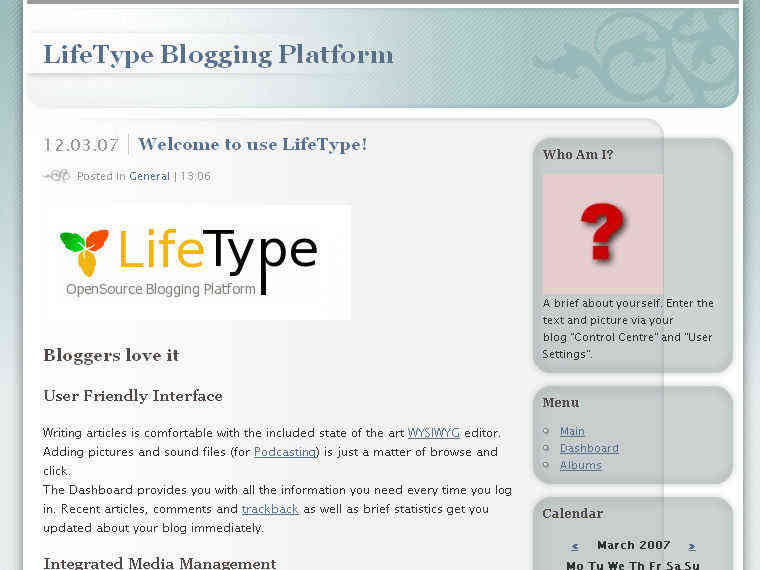 LifeType Blogging Platform
12.03.07 Welcome to use LifeType!
Posted in General | 13:06
LifeType
OpenSource Blogging Platform
Bloggers love it
User Friendly Interface
Writing articles is comfortable with the included state of the art WYSIWYG editor.
Adding pictures and sound files (for Podcasting) is just a matter of browse and
click.
The Dashboard provides you with all the information you need every time you log
in. Recent articles, comments and trackback as well as brief statistics get you
updated about your blog immediately.
Integrated Media Management
Who Am I?
?
A brief about yourself. Enter the
text and picture via your
blog "Control Centre" and "User
Settings".
Menu
Main
Dashboard
Albums
Calendar
« March 2007 »
Mo Tu We Th Fr Sa Su